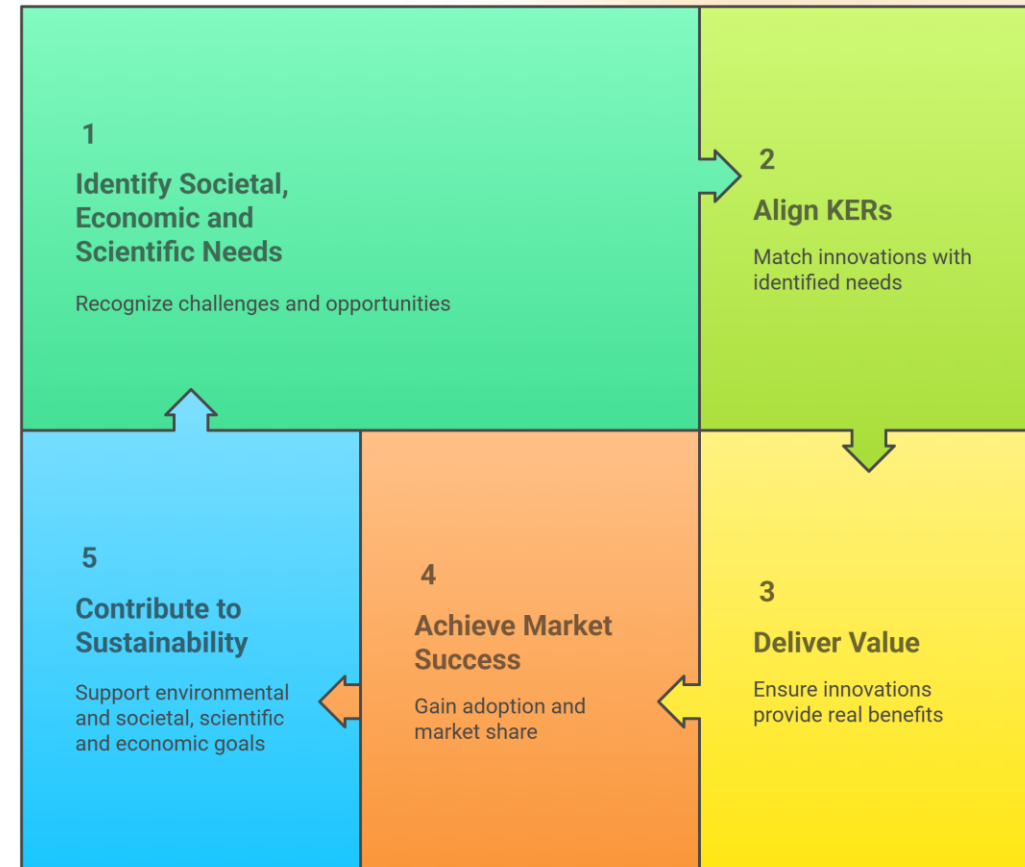 1
Identify Societal,
Economic and
Scientific Needs
Recognize challenges and opportunities
2
Align KERs
Match innovations with
identified needs
3
Deliver Value
Ensure innovations
provide real benefits
4
Achieve Market
Success
Gain adoption and
market share
5
Contribute to
Sustainability
Support environmental
and societal, scientific
and economic goals